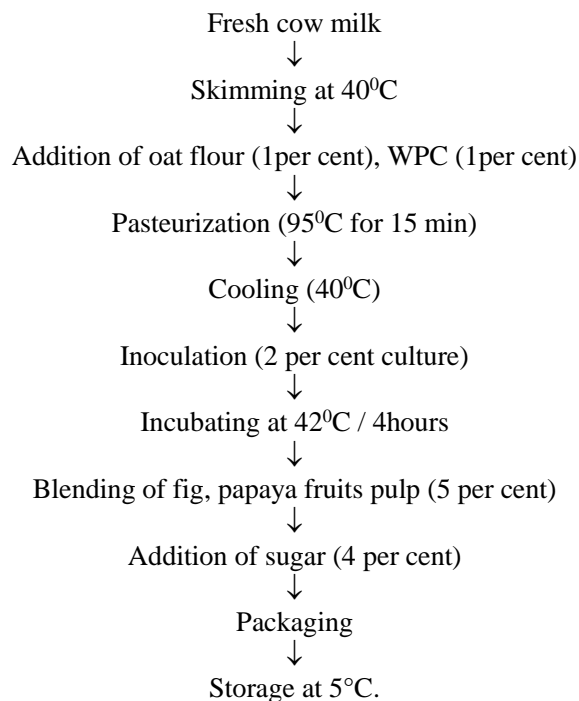 Fresh cow milk
↓
Skimming at 40⁰C
↓
Addition of oat flour (1per cent), WPC (1per cent)
↓
Pasteurization (95⁰C for 15 min)
↓
Cooling (40⁰C)
↓
Inoculation (2 per cent culture)
↓
Incubating at 42⁰C / 4hours
↓
Blending of fig, papaya fruits pulp (5 per cent)
↓
Addition of sugar (4 per cent)
↓
Packaging
↓
Storage at 5°C.